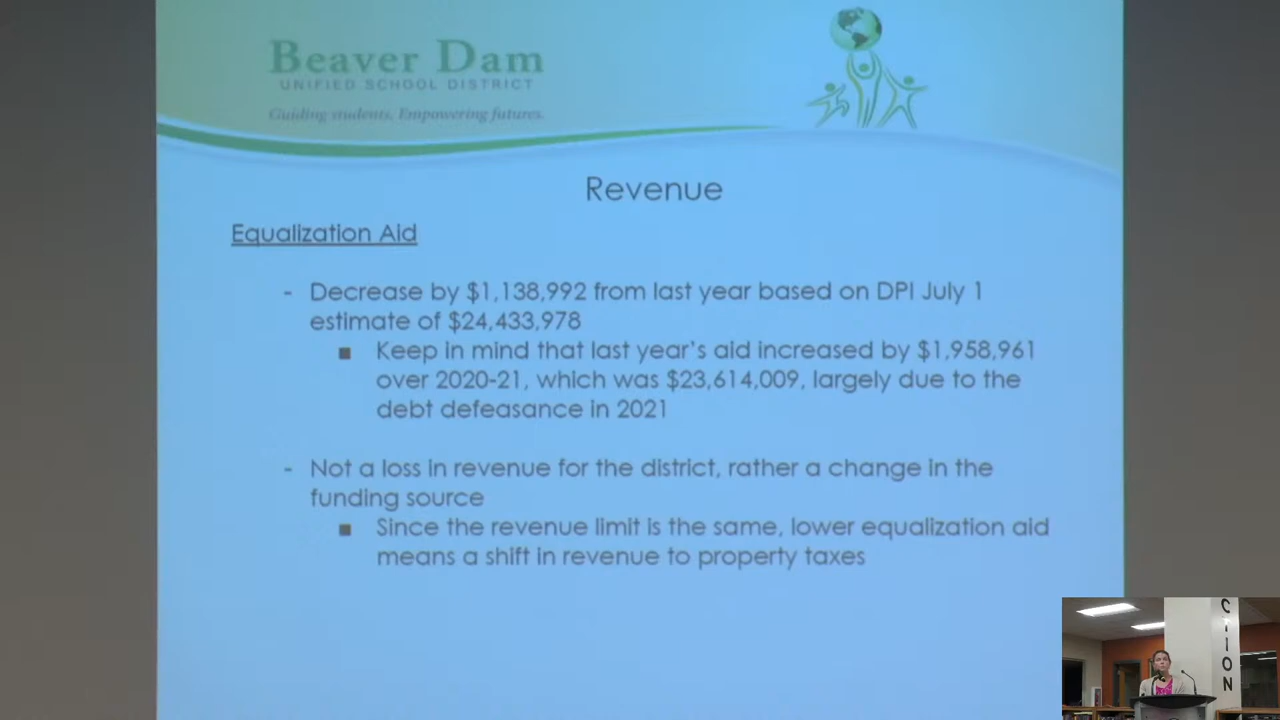 Beaver Dam
UNIFIED SCHOOL DISTRICT
Guiding students, Empowering futures.
Revenue
Equalization Aid
- Decrease by $1,138,992 from last year based on DPI July 1
estimate of $24,433,978
■ Keep in mind that last year's aid increased by $1,958,961
over 2020-21, which was $23,614,009, largely due to the
debt defeasance in 2021
- Not a loss in revenue for the district, rather a change in the
funding source
■ Since the revenue limit is the same, lower equalization aid
means a shift in revenue to property taxes
C
T
I
O
N